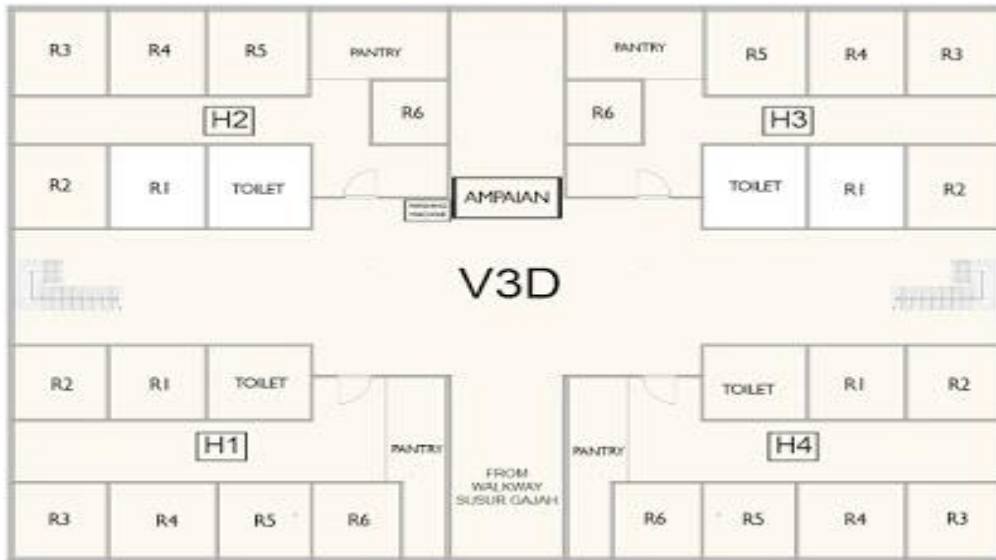 R3 R4 R5 PANTRY PANTRY R5 R4 R3
R6 R6
H2 H3
R2 R1 TOILET AMPAIAN TOILET R1 R2
WASHING
MACHINE
V3D
R2 R1 TOILET TOILET R1 R2
H1 PANTRY PANTRY H4
FROM
WALKWAY
SUSUR GAJAH
R3 R4 R5 R6 R6 R5 R4 R3